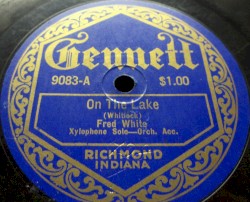 Gennett
9083-A
$1.00
On The Lake
(Whitlock)
Fred White
Xylophone Solo—Orch. Acc.
RICHMOND
INDIANA